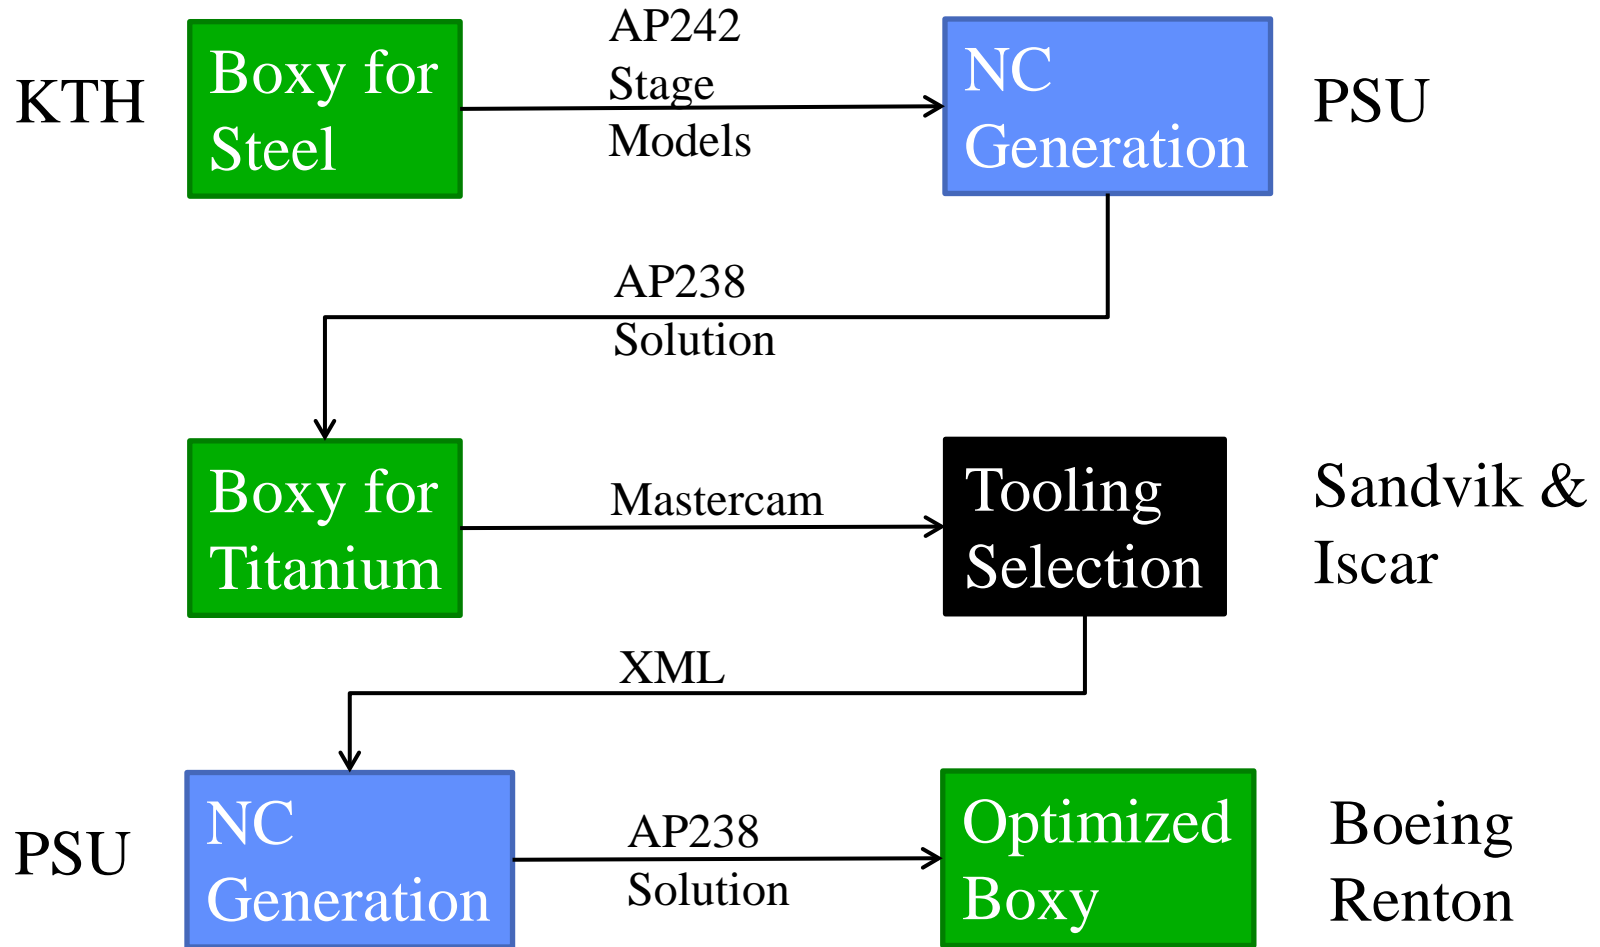 KTH
Boxy for
Steel
AP242
Stage
Models
NC
Generation
PSU
AP238
Solution
Boxy for
Titanium
Mastercam
Tooling
Selection
Sandvik &
Iscar
XML
PSU
NC
Generation
AP238
Solution
Optimized
Boxy
Boeing
Renton